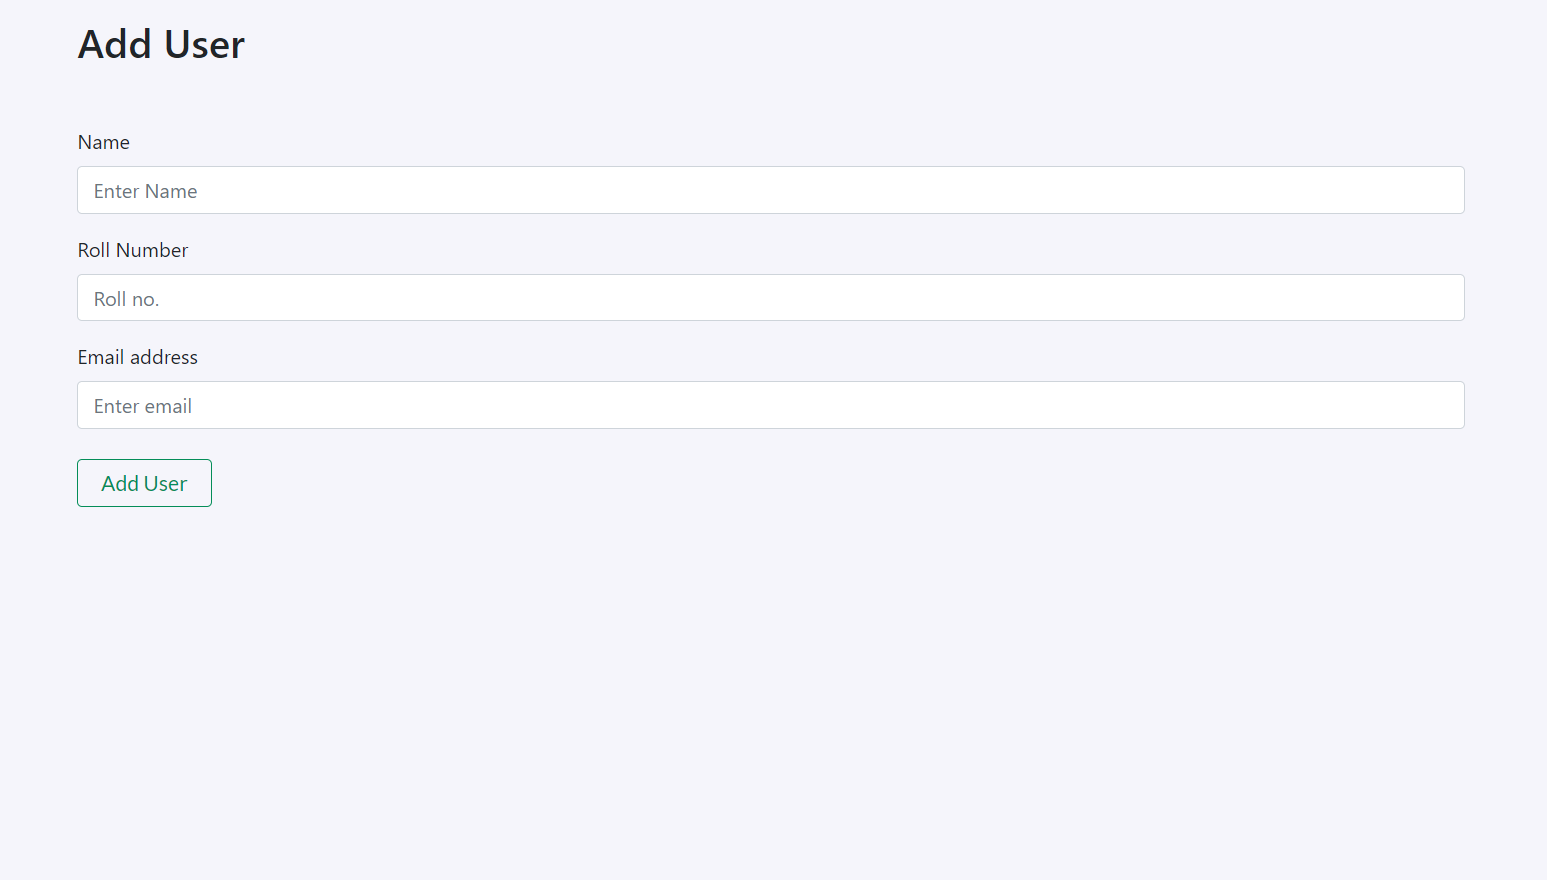 Add User
Name
Enter Name
Roll Number
Roll no.
Email address
Enter email
Add User